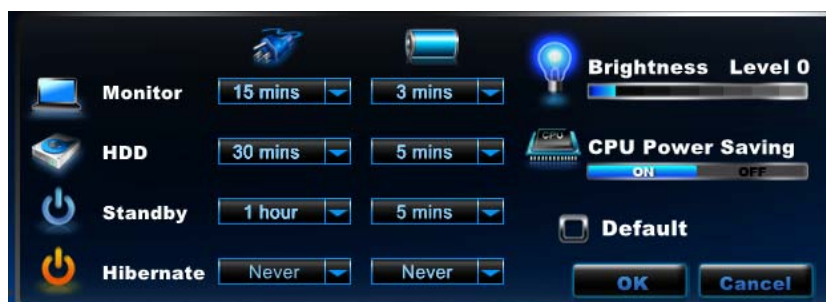 Brightness Level 0
Monitor 15 mins 3 mins
CPU
CPU Power Saving
HDD 30 mins 5 mins
ON OFF
Standby 1 hour 5 mins
Default
Hibernate Never Never
OK Cancel